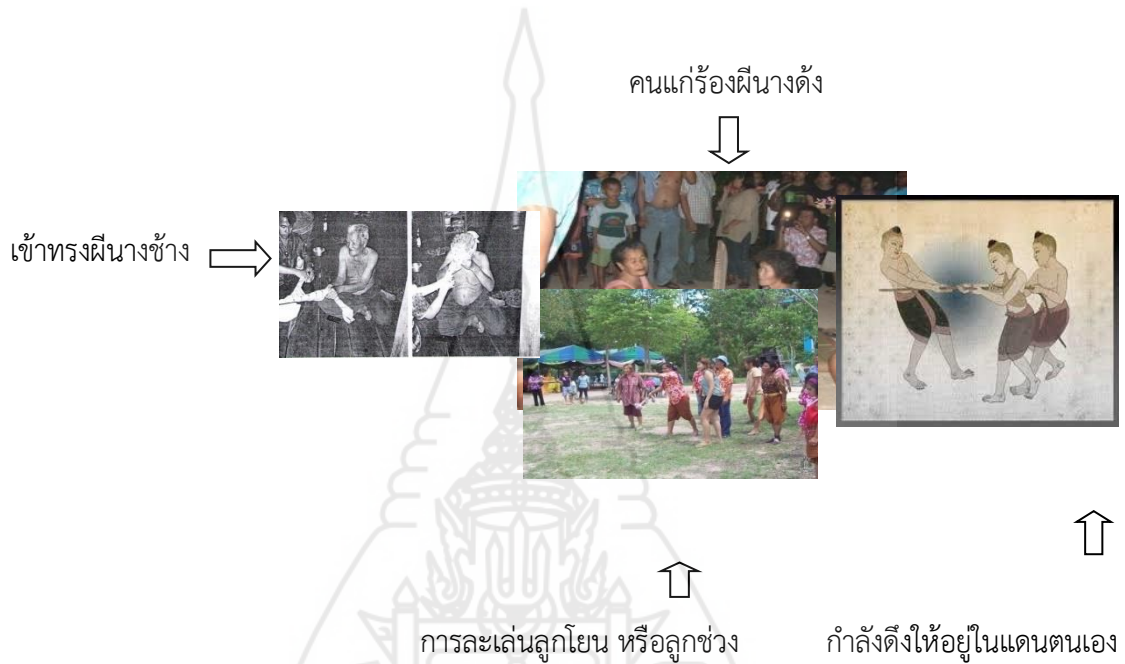 คนแก่ร้องผีนางด้ง
เข้าทรงผีนางช้าง
การละเล่นลูกโยน หรือลูกช่วง
กำลังดึงให้อยู่ในแดนตนเอง